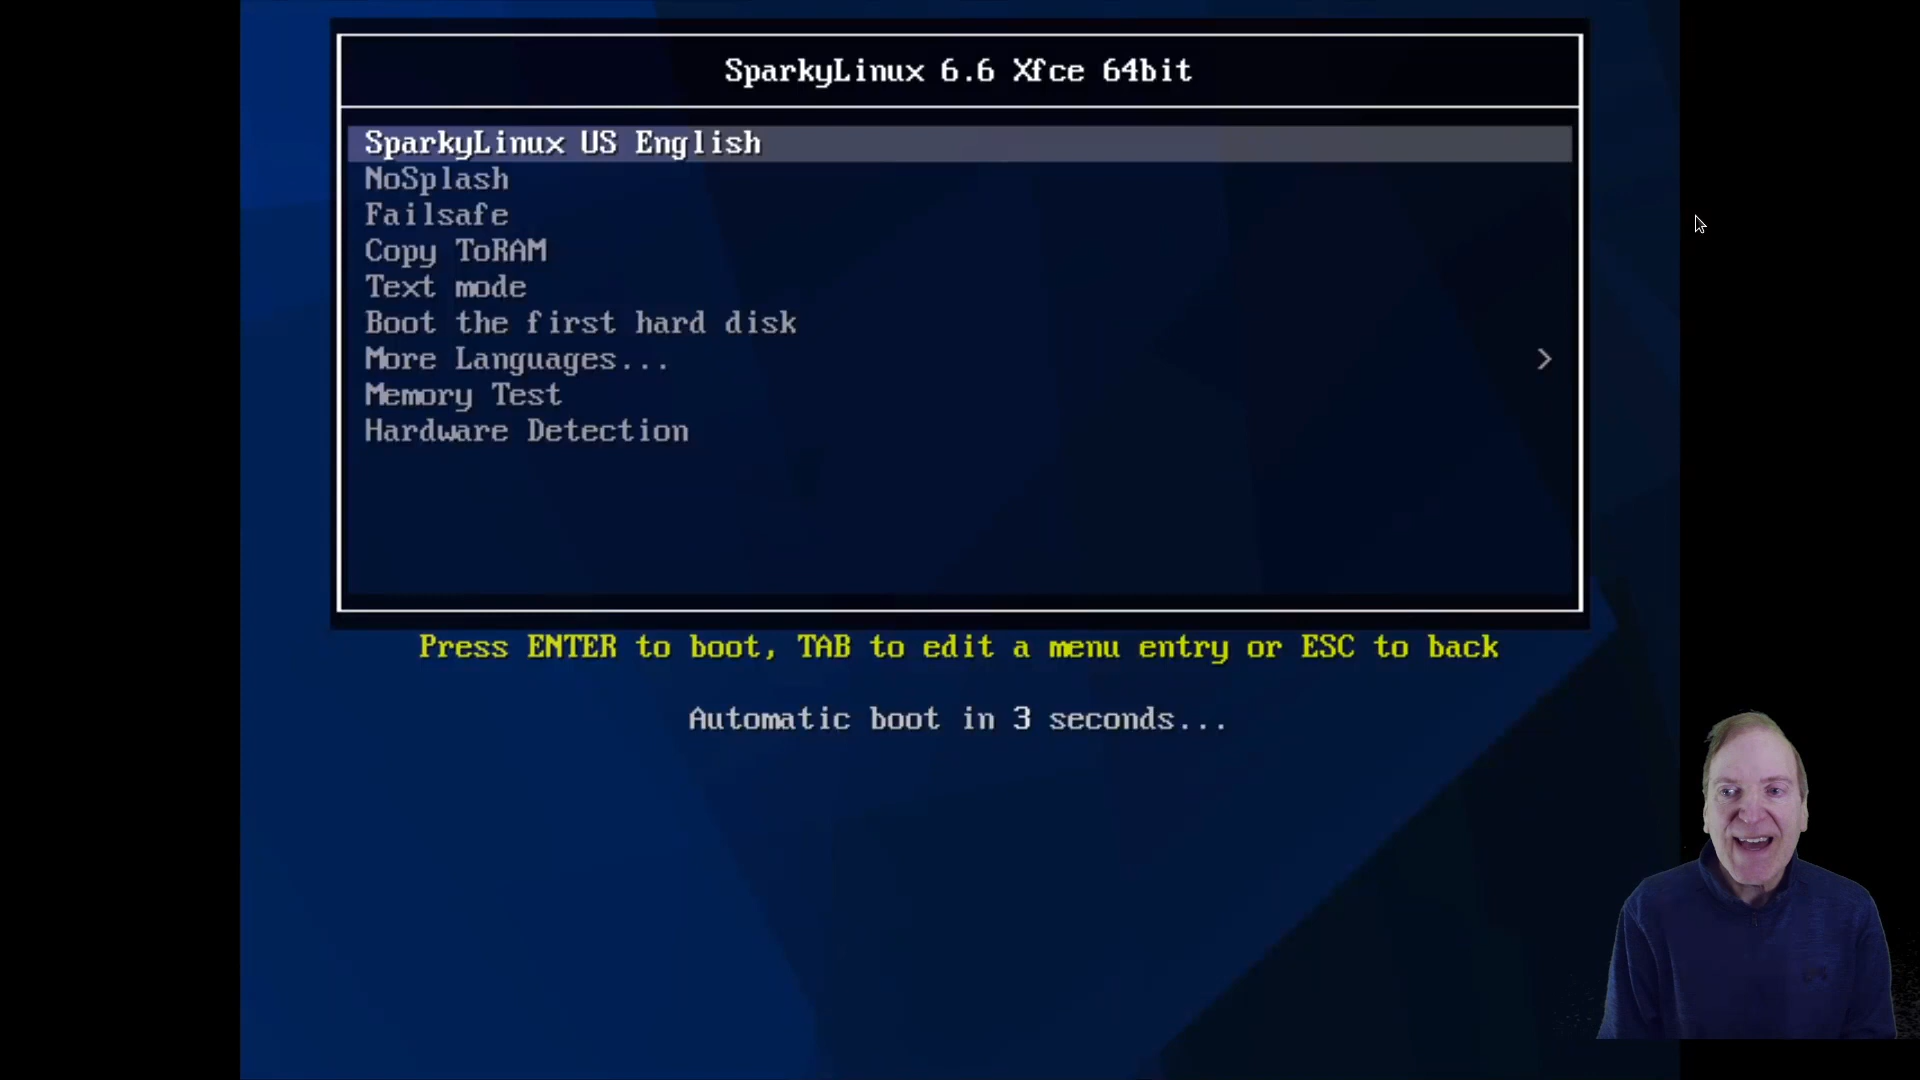 SparkyLinux 6.6 Xfce 64bit
SparkyLinux US English
NoSplash
Failsafe
Copy ToRAM
Text mode
Boot the first hard disk
More Languages... >
Memory Test
Hardware Detection
Press ENTER to boot, TAB to edit a menu entry or ESC to back
Automatic boot in 3 seconds...